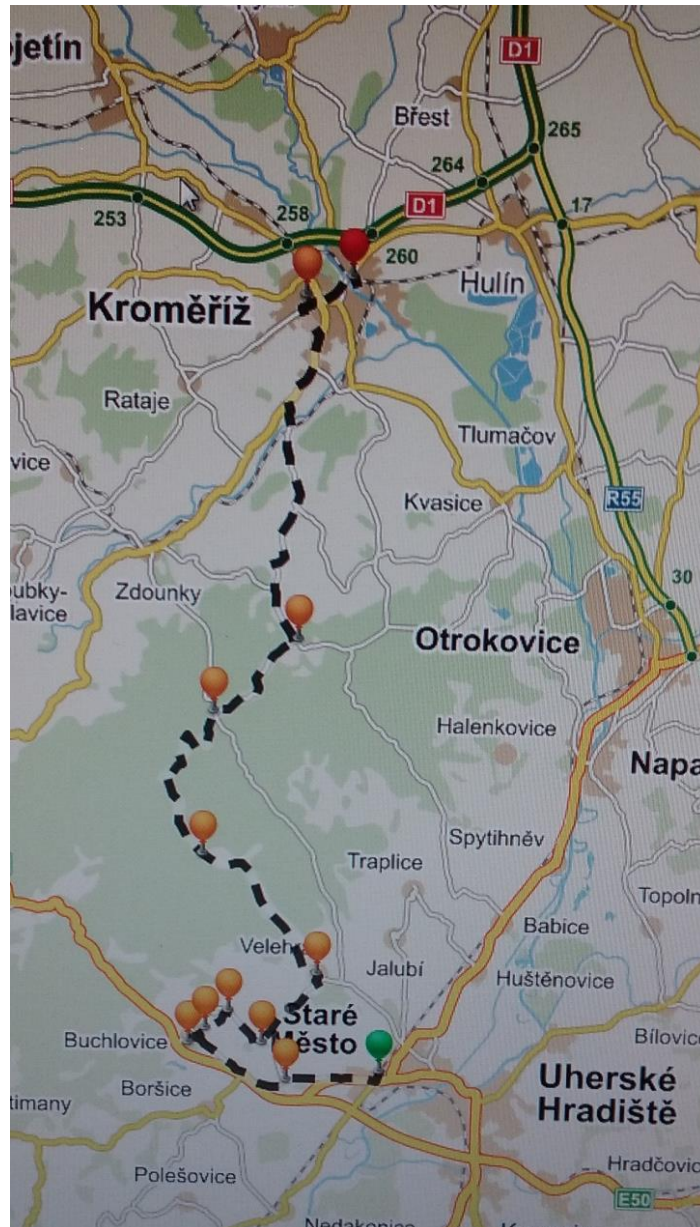 jetín
D1
Břest
265
264
D1
258
253
17
260
Hulín
Kroměříž
Rataje
Tlumačov
vice
Kvasice
R55
30
oubky-
lavice
Zdounky
Otrokovice
Halenkovice
Napa
Spytihněv
Traplice
Topoln
Babice
Veleh
Jalubí
Huštěnovice
Staré
Město
Buchlovice
Bílovic
Uherské
Hradiště
Boršice
timany
Polešovice
Hradčovic
E50
Nedakonice